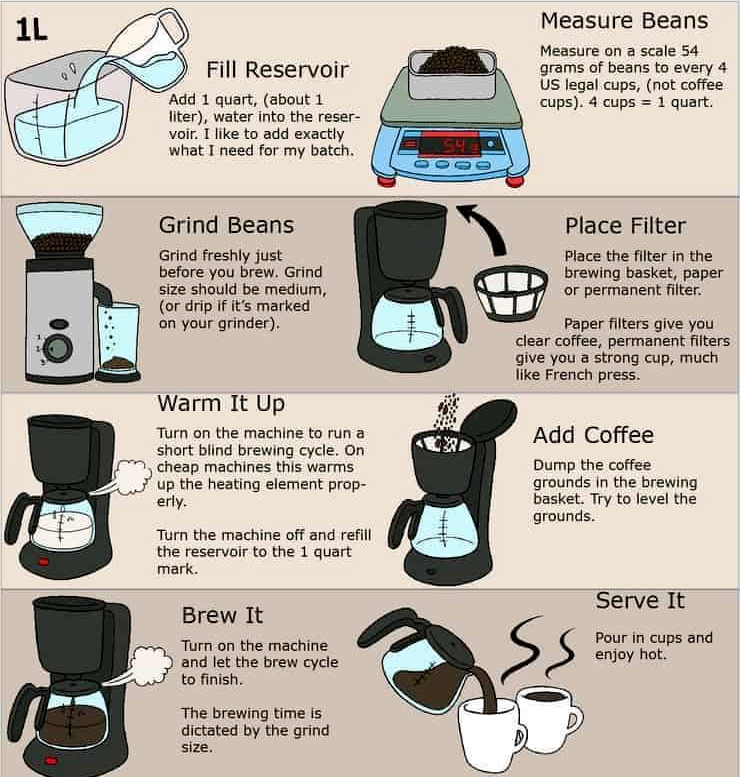 1L
Fill Reservoir
Add 1 quart, (about 1
liter), water into the reser-
voir. I like to add exactly
what I need for my batch.
Measure Beans
Measure on a scale 54
grams of beans to every 4
US legal cups, (not coffee
cups). 4 cups = 1 quart.
54
Grind Beans
Grind freshly just
before you brew. Grind
size should be medium,
(or drip if it's marked
on your grinder).
1
3
Place Filter
Place the filter in the
brewing basket, paper
or permanent filter.
Paper filters give you
clear coffee, permanent filters
give you a strong cup, much
like French press.
Warm It Up
Turn on the machine to run a
short blind brewing cycle. On
cheap machines this warms
up the heating element prop-
erly.
Turn the machine off and refill
the reservoir to the 1 quart
mark.
Add Coffee
Dump the coffee
grounds in the brewing
basket. Try to level the
grounds.
Brew It
Turn on the machine
and let the brew cycle
to finish.
The brewing time is
dictated by the grind
size.
Serve It
Pour in cups and
enjoy hot.